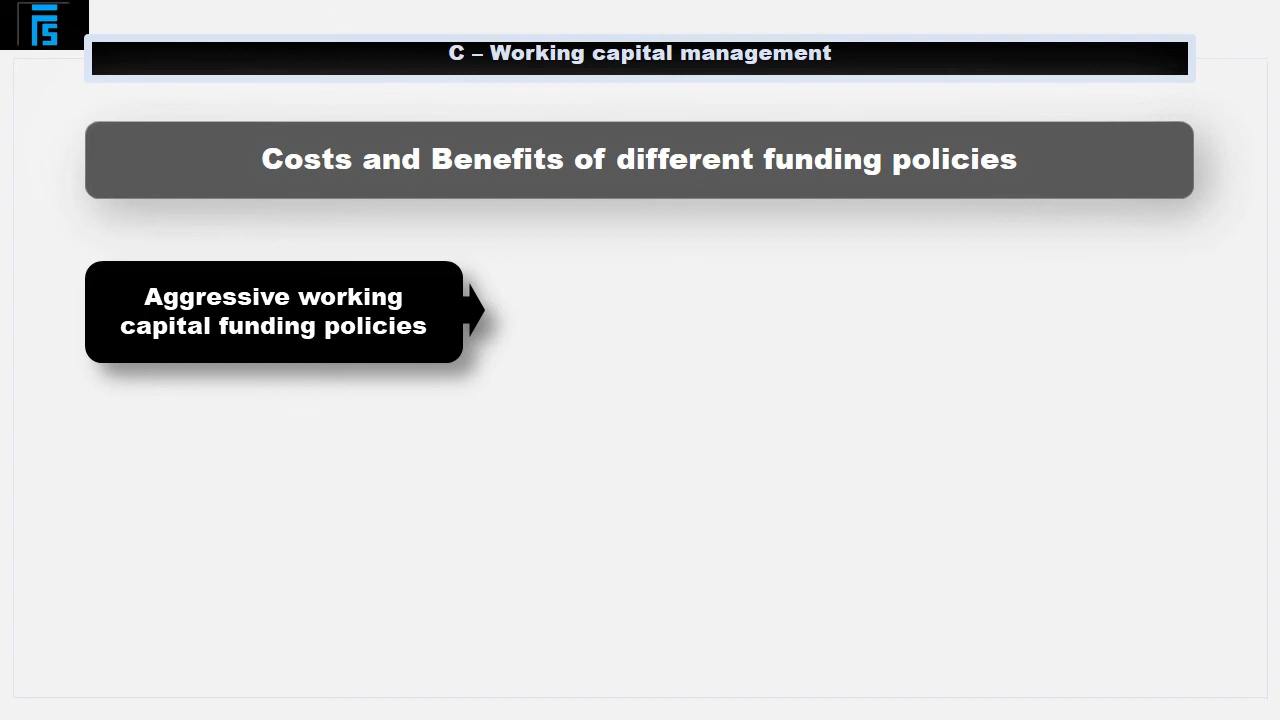 C – Working capital management
Costs and Benefits of different funding policies
Aggressive working
capital funding policies